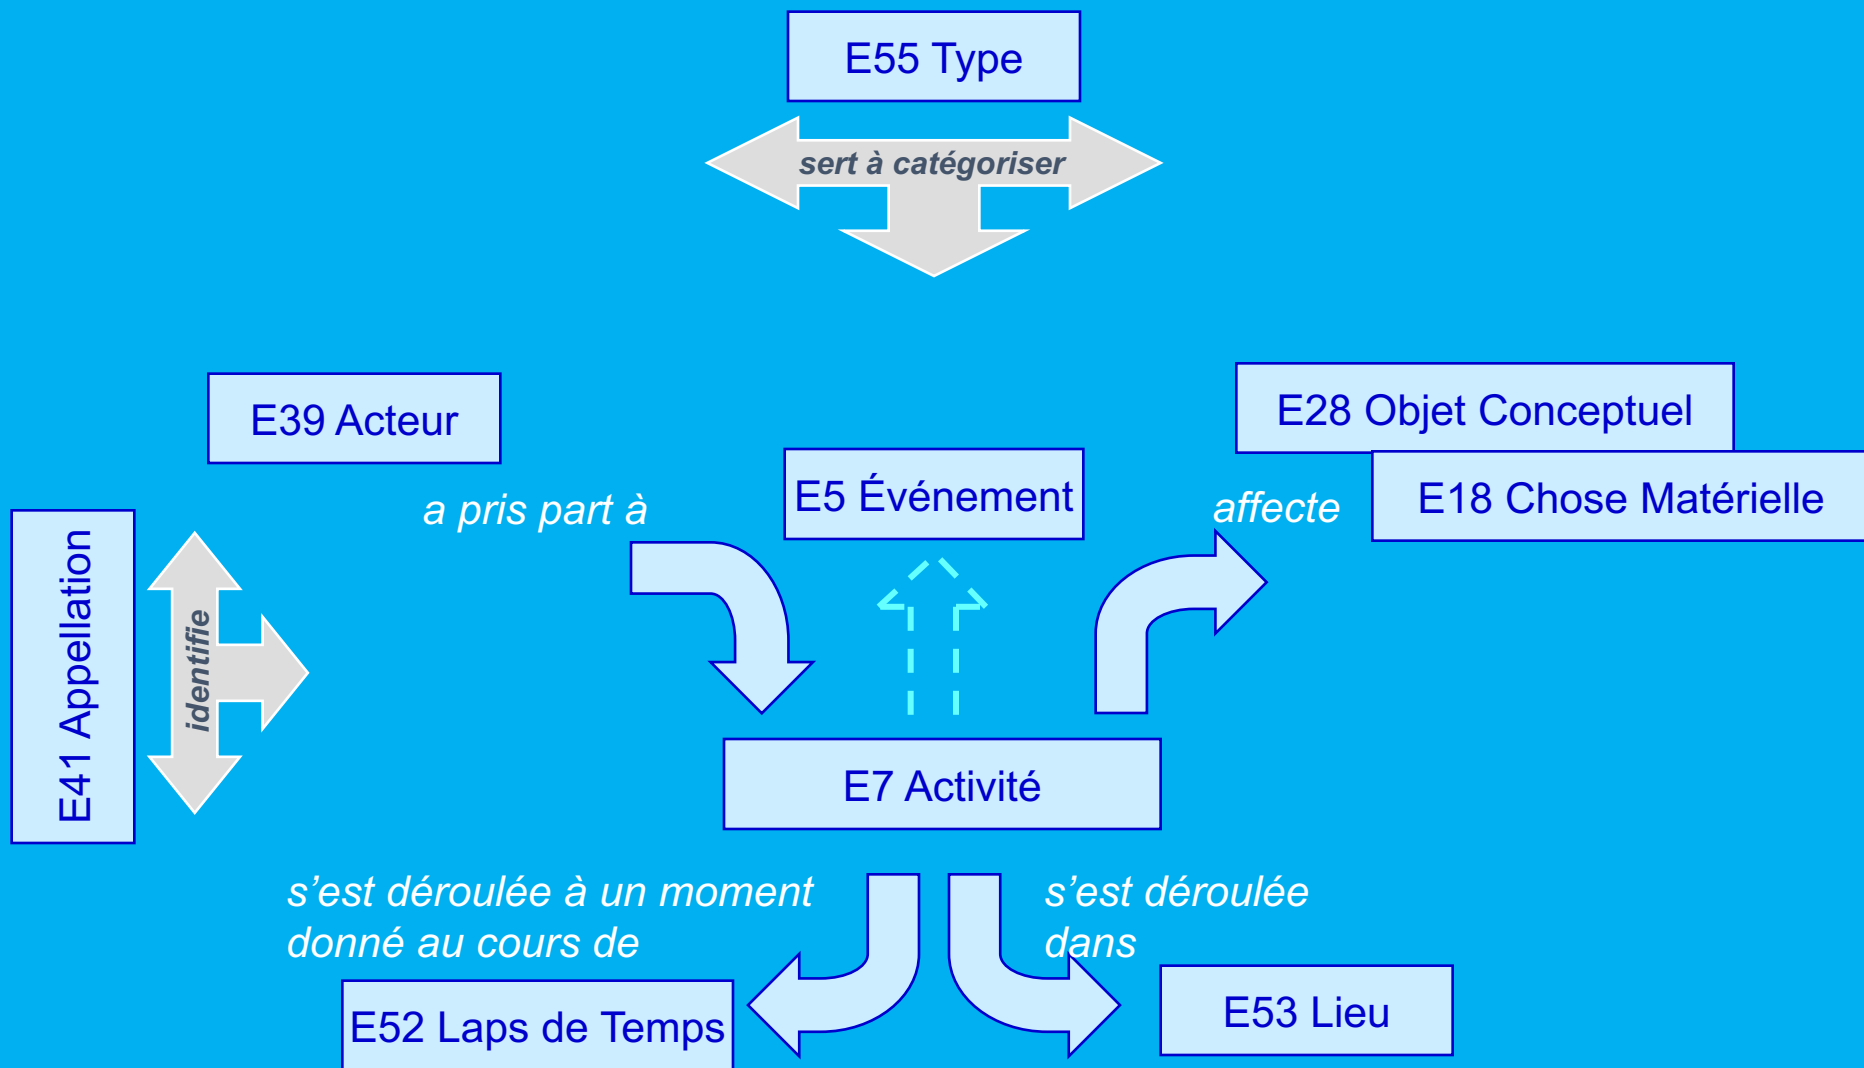 E55 Type
sert à catégoriser
E39 Acteur
E28 Objet Conceptuel
E18 Chose Matérielle
E5 Événement
a pris part à
affecte
E41 Appellation
identifie
E7 Activité
s’est déroulée à un moment
donné au cours de
s’est déroulée
dans
E52 Laps de Temps
E53 Lieu